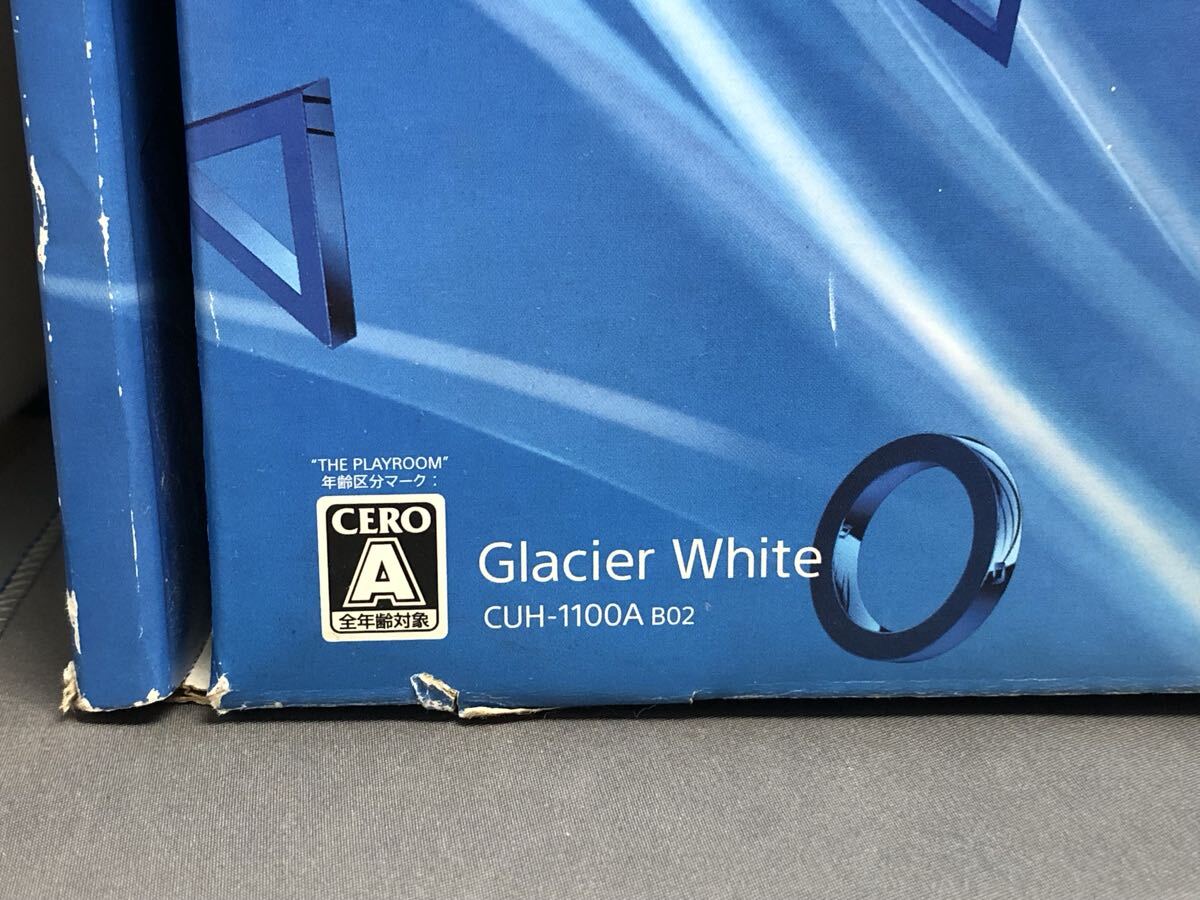 "THE PLAYROOM"
年齢区分マーク：
CERO
A
全年齢対象
Glacier White
CUH-1100A B02